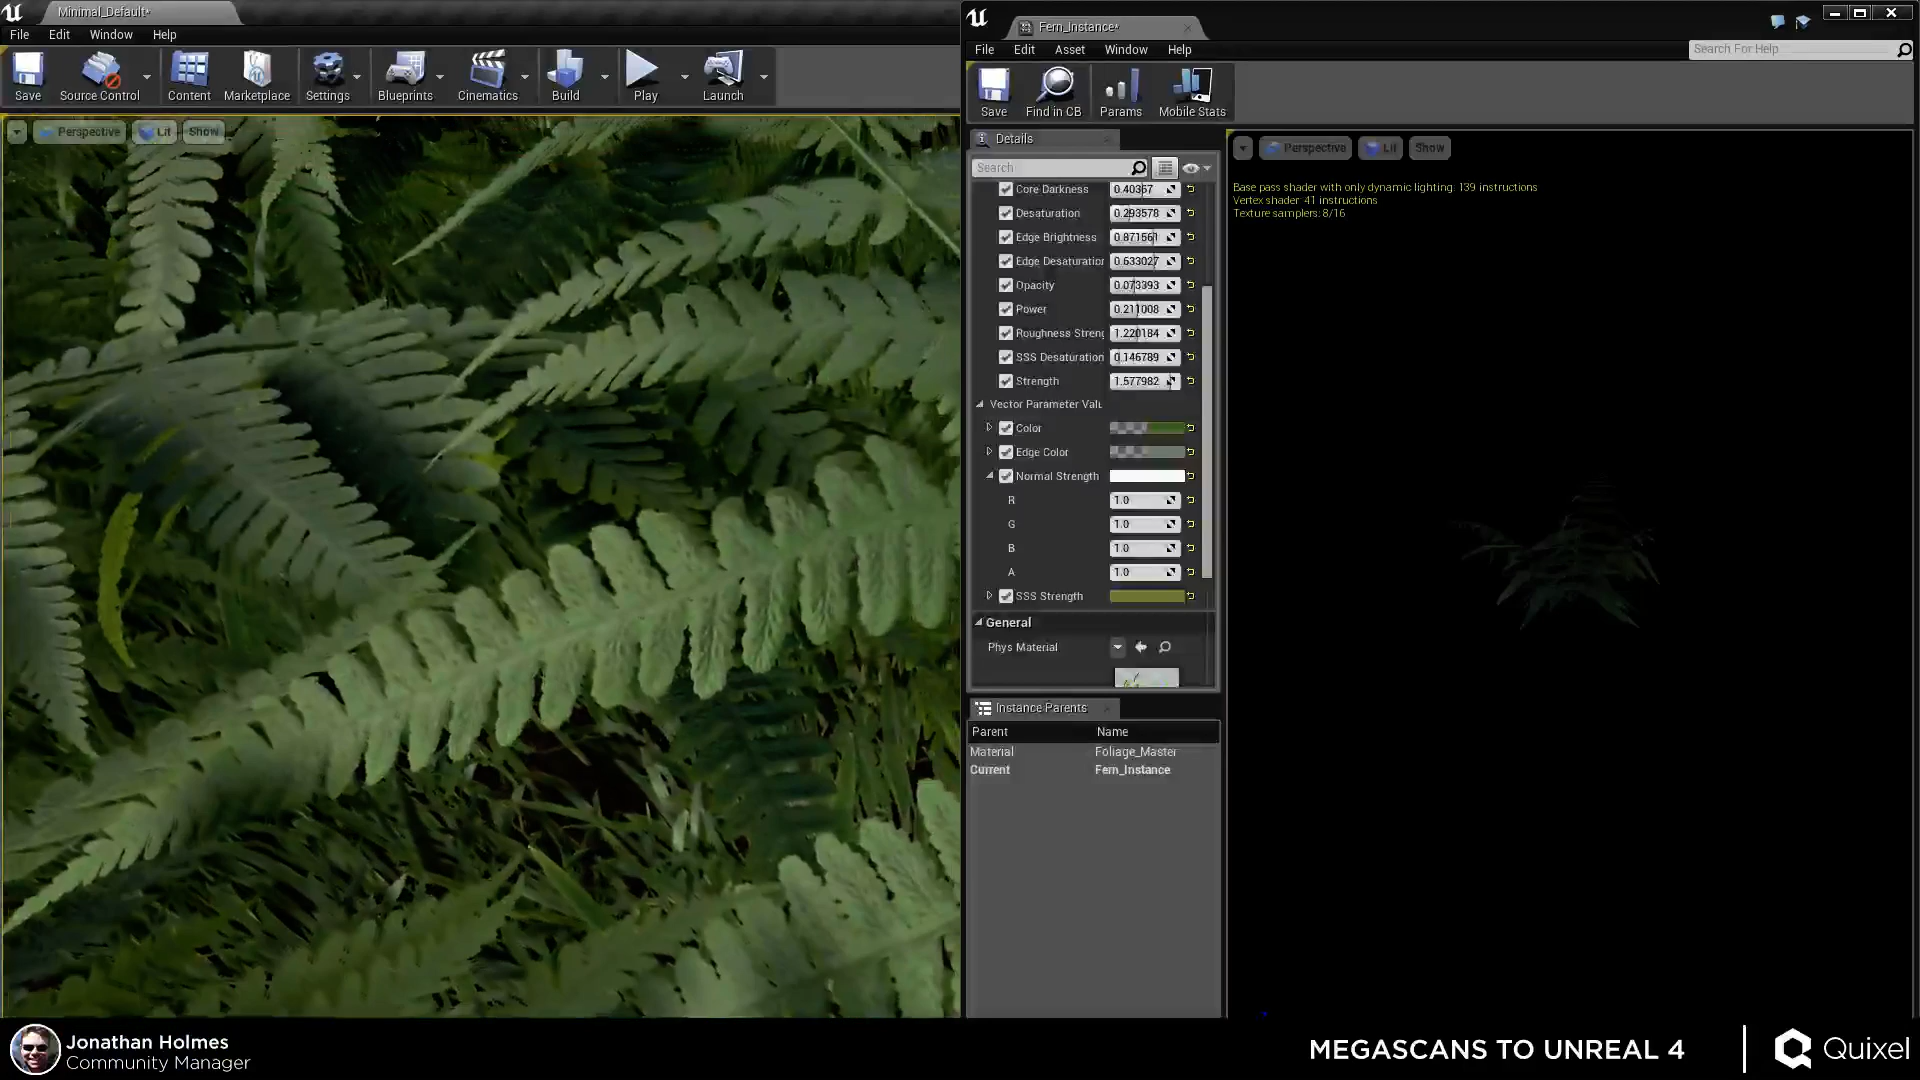 Minimal_Default*
File Edit Window Help
Save Source Control Content Marketplace Settings Blueprints Cinematics Build Play Launch
Perspective Lit Show
Fern_Instance*
File Edit Asset Window Help
Search For Help
Save Find in CB Params Mobile Stats
Details
Search
Core Darkness 0.40367
Desaturation 0.293578
Edge Brightness 0.871561
Edge Desaturation 0.633027
Opacity 0.073393
Power 0.211008
Roughness Streng 1.220184
SSS Desaturation 0.146789
Strength 1.577982
Vector Parameter Valu
Color
Edge Color
Normal Strength
R 1.0
G 1.0
B 1.0
A 1.0
SSS Strength
General
Phys Material
Instance Parents
Parent Name
Material Foliage_Master
Current Fern_Instance
Perspective Lit Show
Base pass shader with only dynamic lighting: 139 instructions
Vertex shader: 41 instructions
Texture samplers: 8/16
Jonathan Holmes
Community Manager
MEGASCANS TO UNREAL 4
Quixel